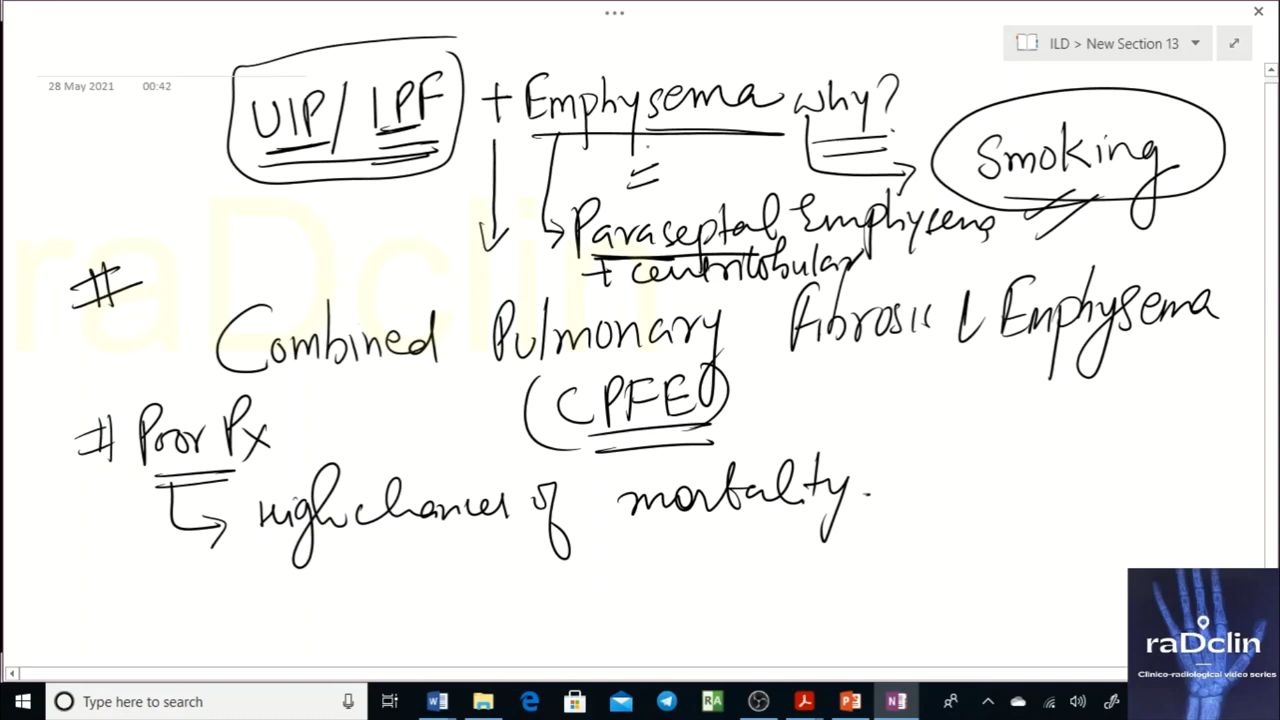 ILD > New Section 13
28 May 2021 00:42
UIP / IPF + Emphysema why?
Smoking
Paraseptal Emphysema
+ centrilobular
raDclin
#
Combined Pulmonary Fibrosis & Emphysema
(CPFE)
# Poor Px
High chances of mortality.
raDclin
Clinico-radiological video series
Type here to search